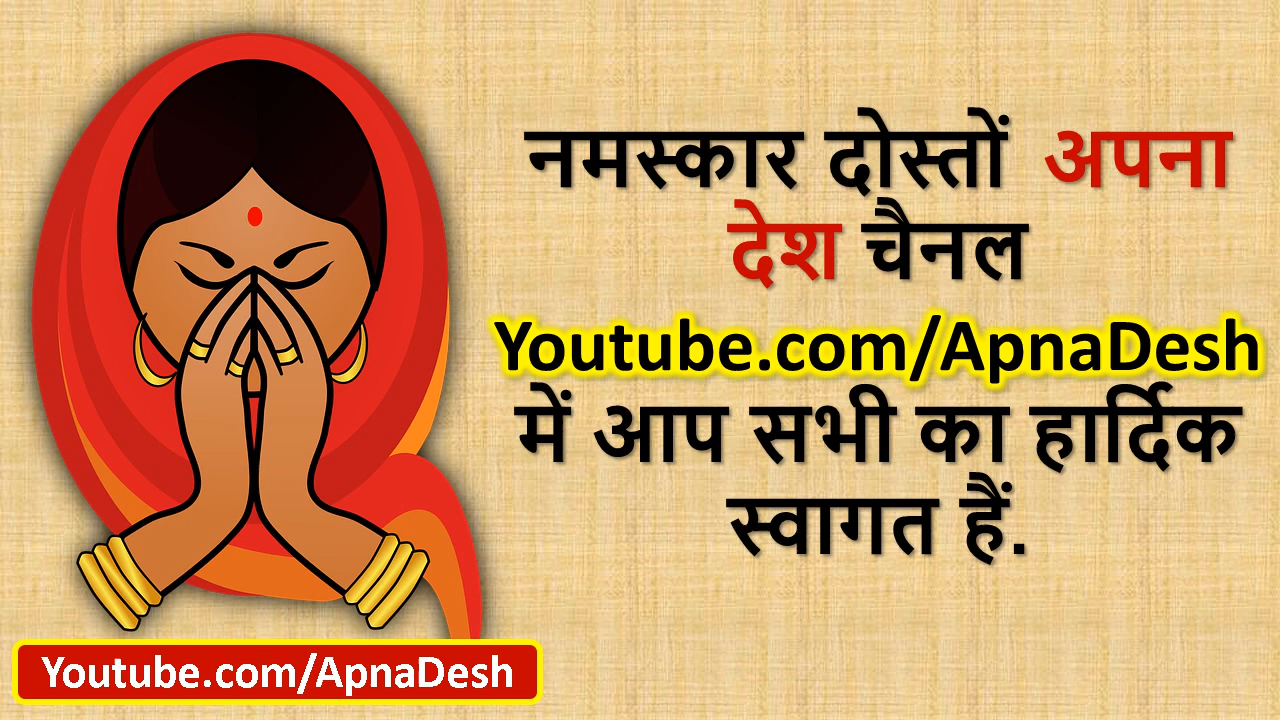 नमस्कार दोस्तों अपना
देश चैनल
Youtube.com/ApnaDesh
में आप सभी का हार्दिक
स्वागत हैं.
Youtube.com/ApnaDesh